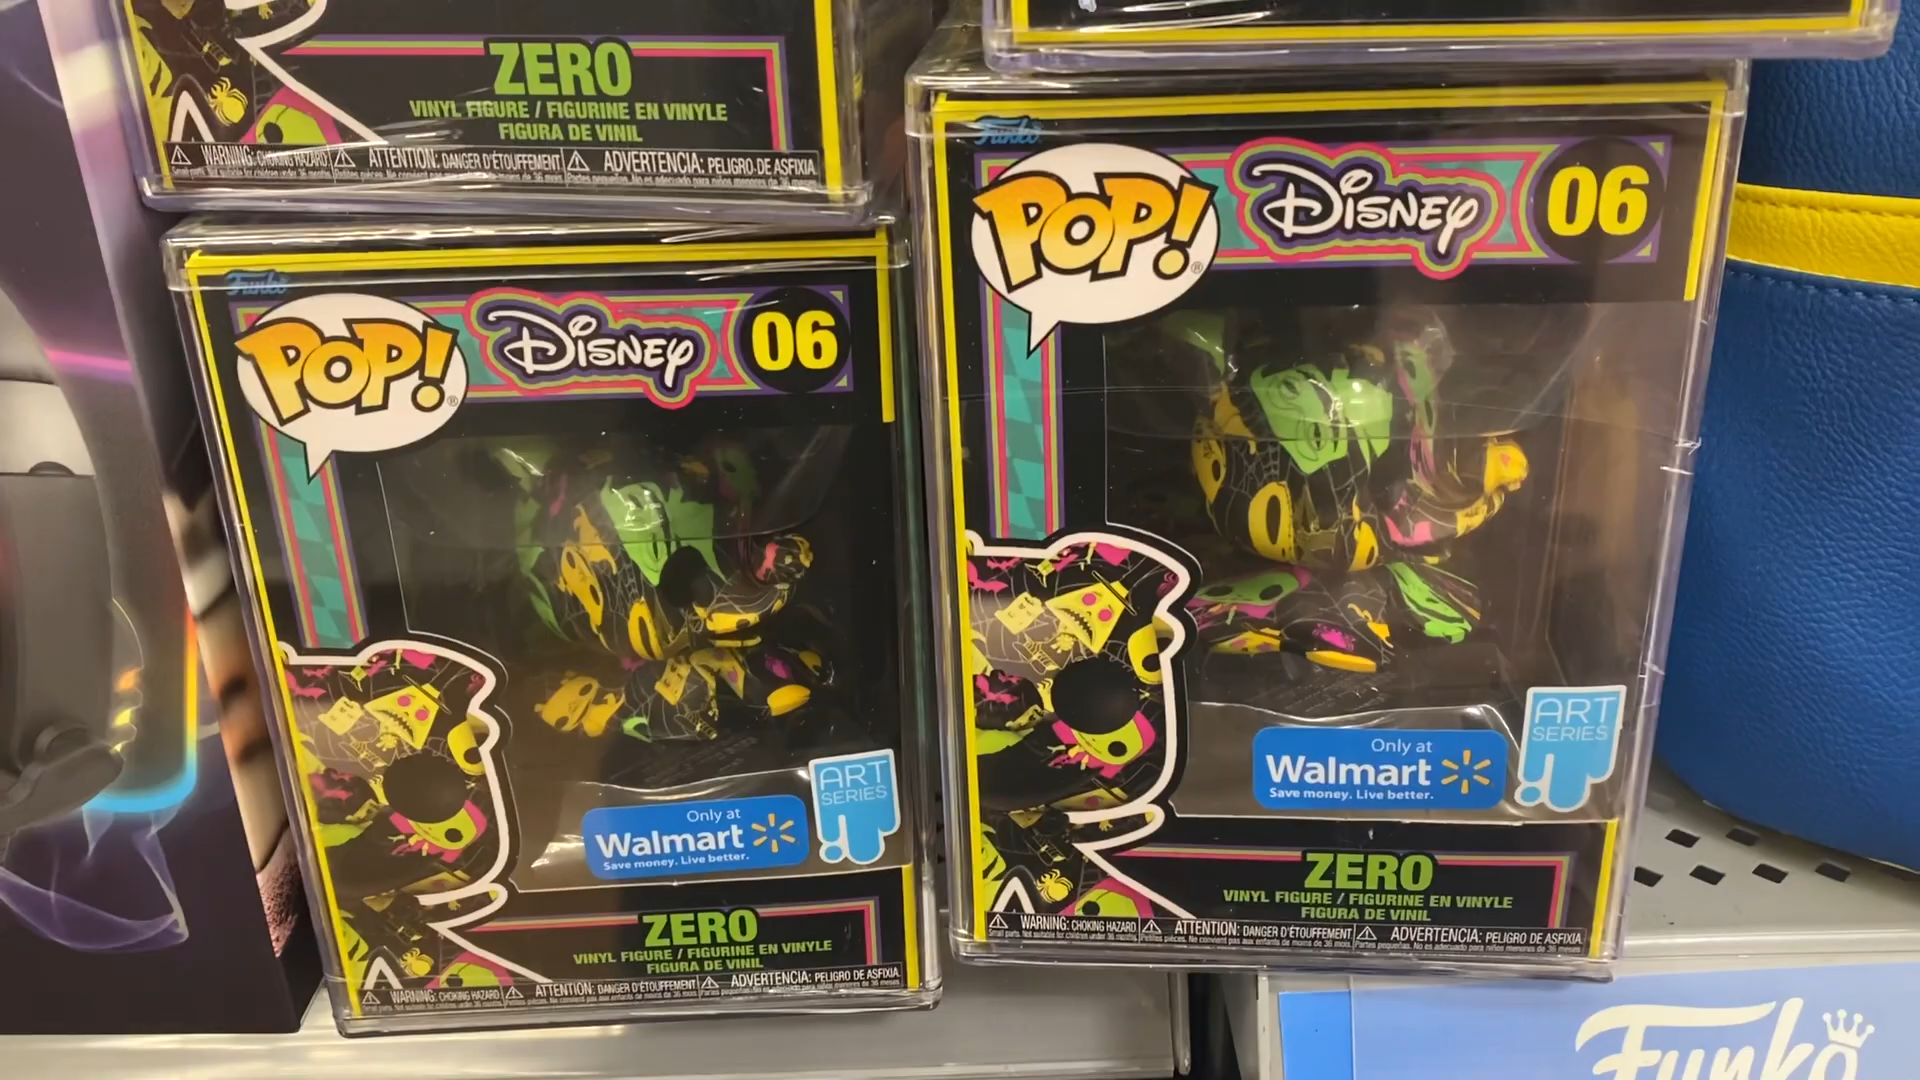 ZERO
VINYL FIGURE / FIGURINE EN VINYLE
FIGURA DE VINIL
WARNING: CHOKING HAZARD ATTENTION: DANGER D'ÉTOUFFEMENT ADVERTENCIA: PELIGRO DE ASFIXIA
Funko
POP! Disney 06
Only at
Walmart
Save money. Live better.
ART
SERIES
ZERO
VINYL FIGURE / FIGURINE EN VINYLE
FIGURA DE VINIL
WARNING: CHOKING HAZARD ATTENTION: DANGER D'ÉTOUFFEMENT ADVERTENCIA: PELIGRO DE ASFIXIA
Funko
POP! Disney 06
Only at
Walmart
Save money. Live better.
ART
SERIES
ZERO
VINYL FIGURE / FIGURINE EN VINYLE
FIGURA DE VINIL
WARNING: CHOKING HAZARD ATTENTION: DANGER D'ÉTOUFFEMENT ADVERTENCIA: PELIGRO DE ASFIXIA
Funko